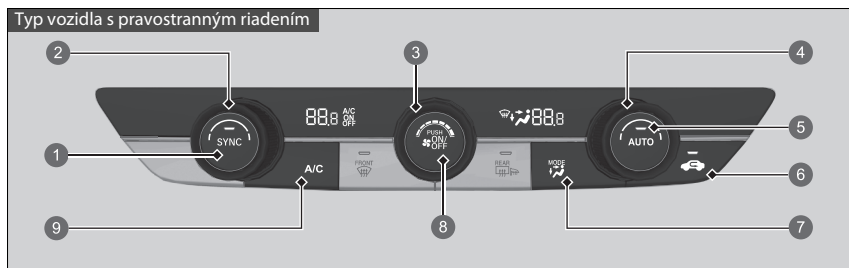 Typ vozidla s pravostranným riadením
2
3
4
SYNC
88.8 A/C ON OFF
PUSH ON/OFF
88.8
AUTO
5
1
A/C
FRONT
REAR
MODE
6
9
8
7